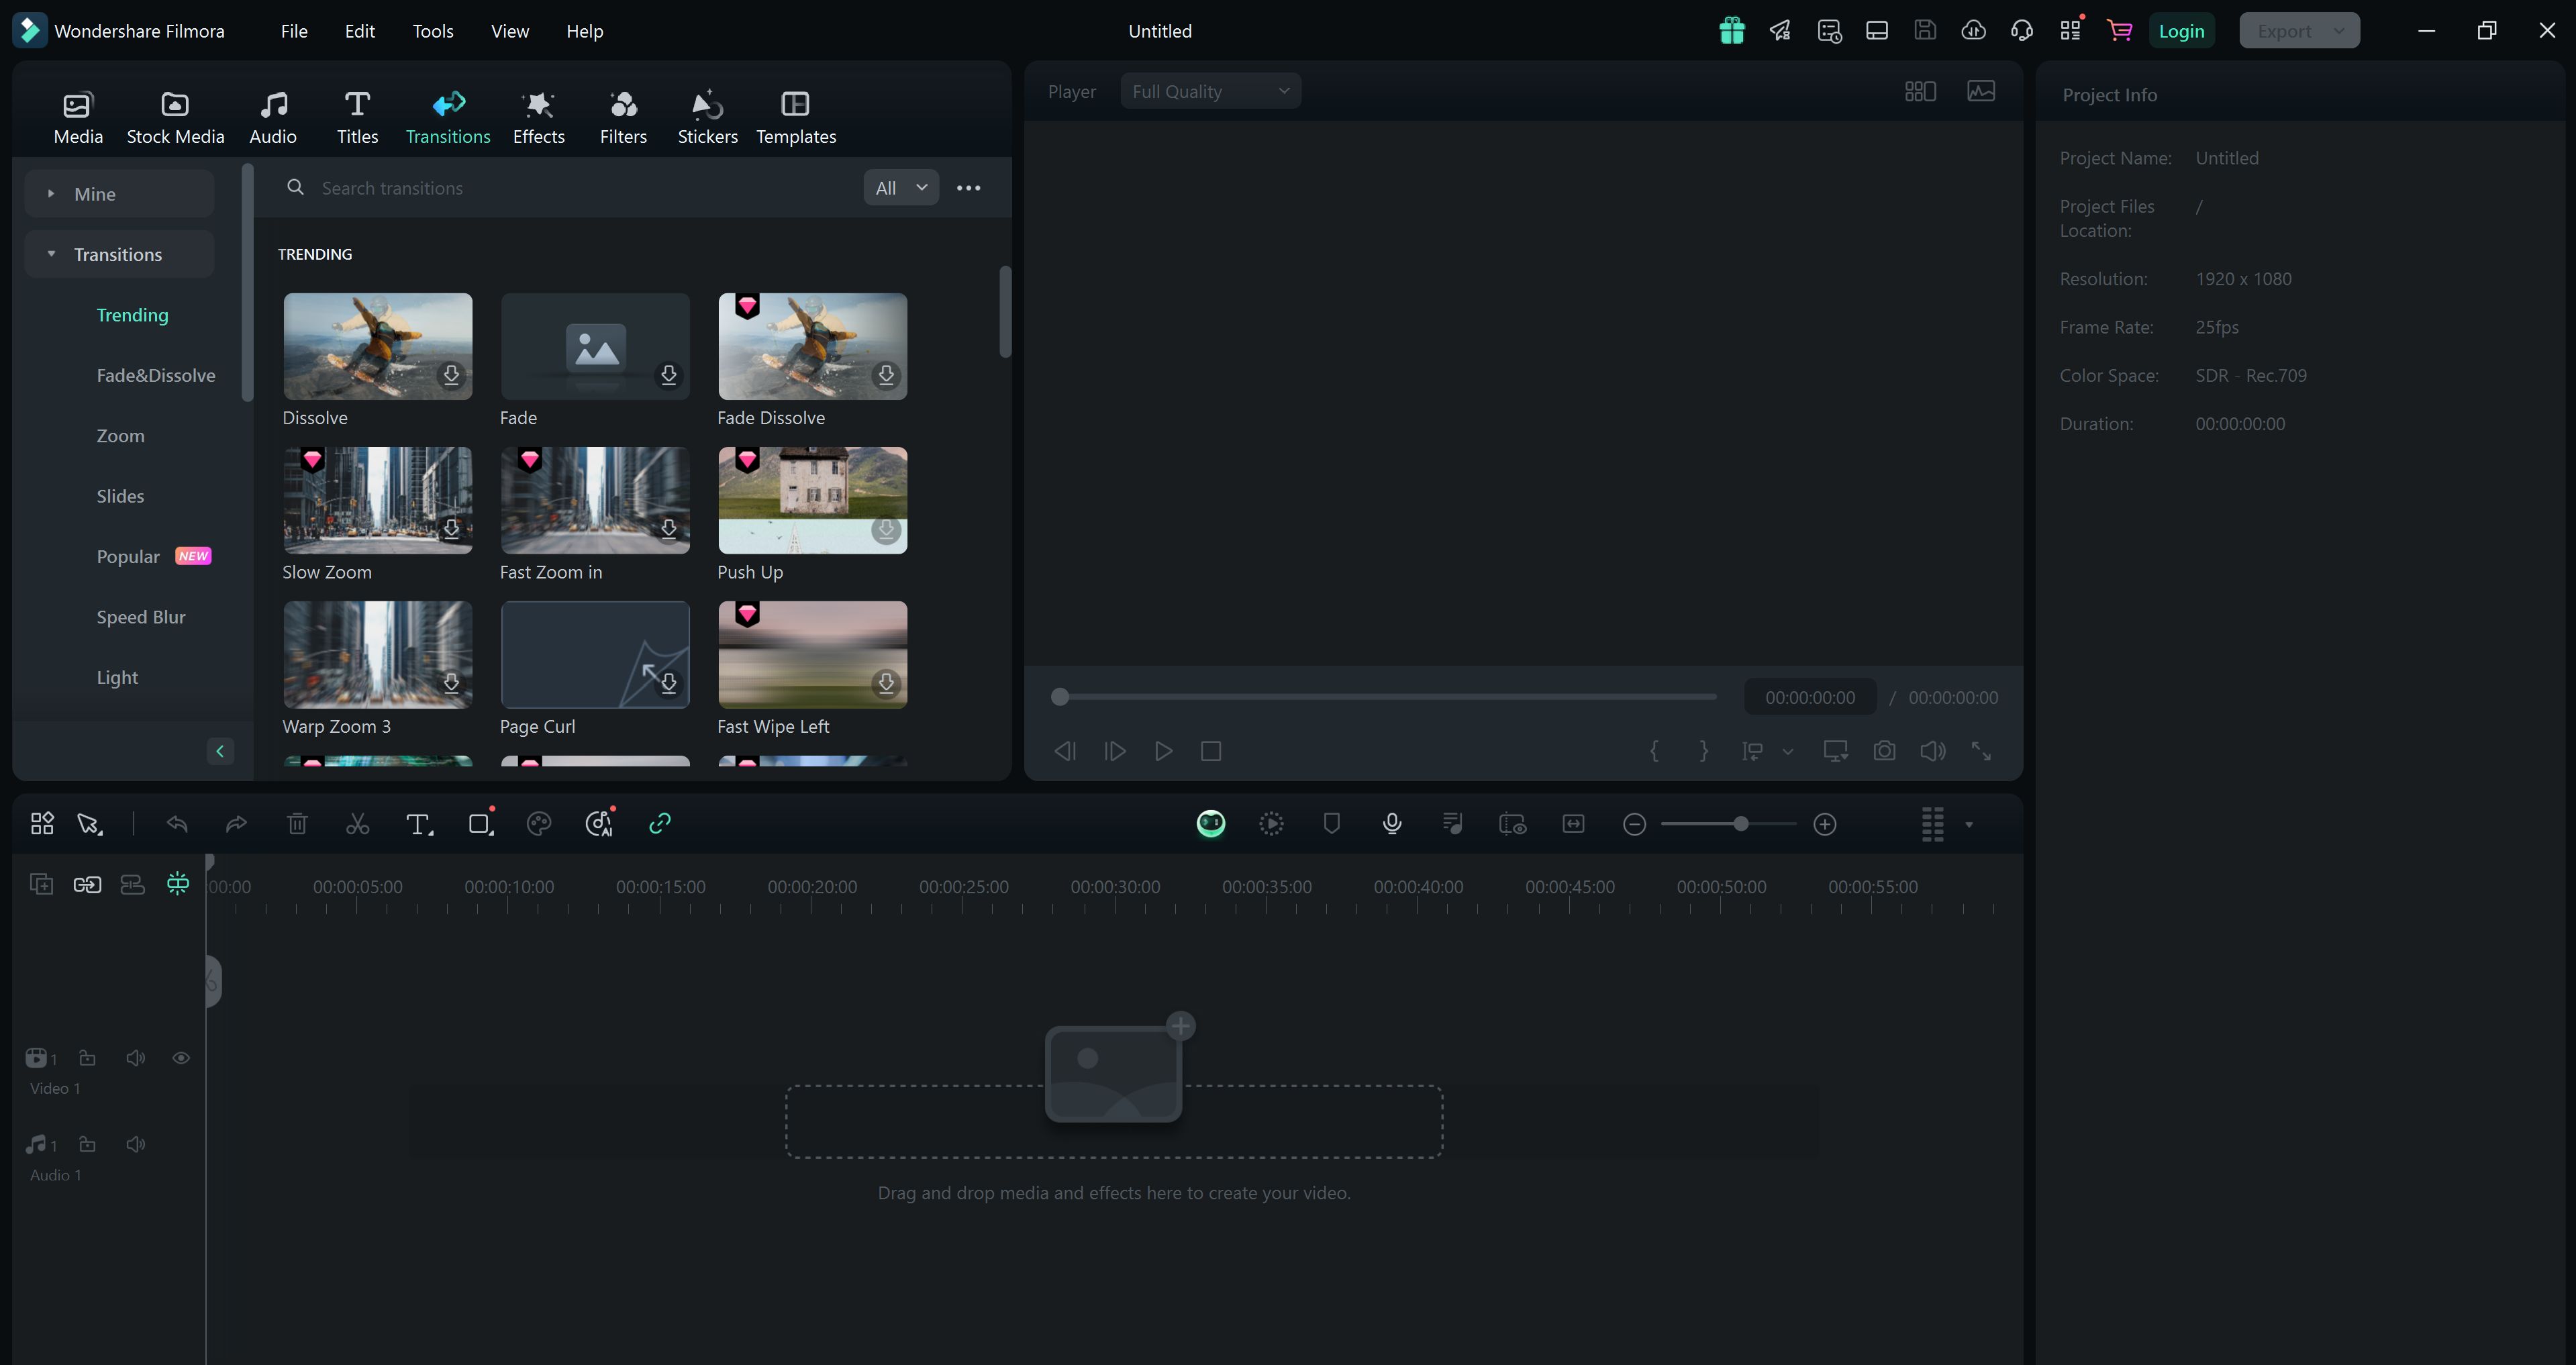 Wondershare Filmora File Edit Tools View Help Untitled Login Export
Media Stock Media Audio Titles Transitions Effects Filters Stickers Templates
Mine
Transitions
Trending
Fade&Dissolve
Zoom
Slides
Popular NEW
Speed Blur
Light
Search transitions All
TRENDING
Dissolve Fade Fade Dissolve
Slow Zoom Fast Zoom in Push Up
Warp Zoom 3 Page Curl Fast Wipe Left
Player Full Quality
00:00:00:00 / 00:00:00:00
Project Info
Project Name: Untitled
Project Files /
Location:
Resolution: 1920 x 1080
Frame Rate: 25fps
Color Space: SDR - Rec.709
Duration: 00:00:00:00
AI
:00:00 00:00:05:00 00:00:10:00 00:00:15:00 00:00:20:00 00:00:25:00 00:00:30:00 00:00:35:00 00:00:40:00 00:00:45:00 00:00:50:00 00:00:55:00
1
Video 1
1
Audio 1
Drag and drop media and effects here to create your video.